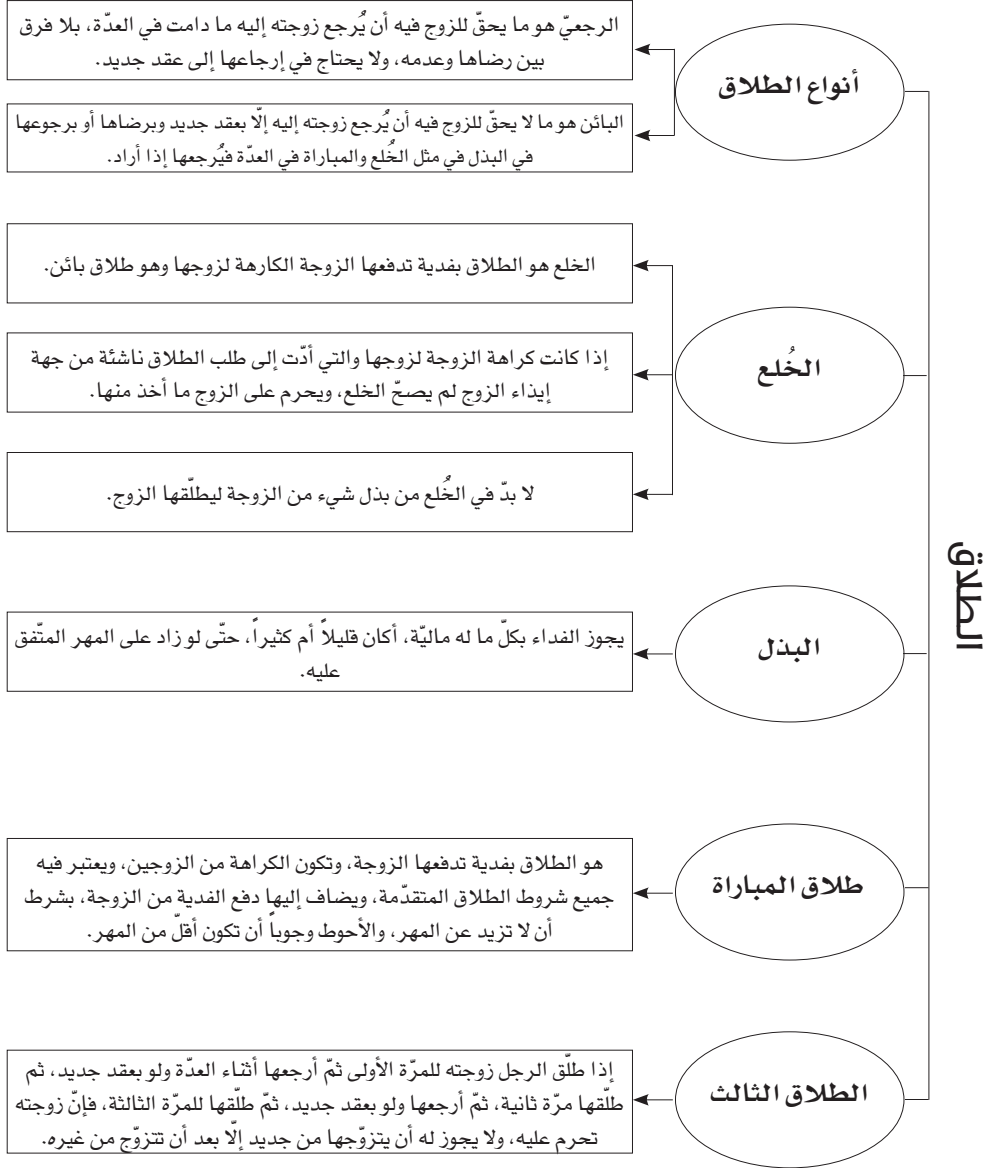 الطلاق
أنواع الطلاق
الرجعيّ هو ما يحقّ للزوج فيه أن يُرجع زوجته إليه ما دامت في العدّة، بلا فرق
بين رضاها وعدمه، ولا يحتاج في إرجاعها إلى عقد جديد.
البائن هو ما لا يحقّ للزوج فيه أن يُرجع زوجته إليه إلّا بعقد جديد وبرضاها أو برجوعها
في البذل في مثل الخُلع والمباراة في العدّة فيُرجعها إذا أراد.
الخُلع
الخلع هو الطلاق بفدية تدفعها الزوجة الكارهة لزوجها وهو طلاق بائن.
إذا كانت كراهة الزوجة لزوجها والتي أدّت إلى طلب الطلاق ناشئة من جهة
إيذاء الزوج لم يصحّ الخلع، ويحرم على الزوج ما أخذ منها.
لا بدّ في الخُلع من بذل شيء من الزوجة ليطلّقها الزوج.
البذل
يجوز الفداء بكلّ ما له ماليّة، أكان قليلاً أم كثيراً، حتّى لو زاد على المهر المتّفق
عليه.
طلاق المباراة
هو الطلاق بفدية تدفعها الزوجة، وتكون الكراهة من الزوجين، ويعتبر فيه
جميع شروط الطلاق المتقدّمة، ويضاف إليها دفع الفدية من الزوجة، بشرط
أن لا تزيد عن المهر، والأحوط وجوباً أن تكون أقلّ من المهر.
الطلاق الثالث
إذا طلّق الرجل زوجته للمرّة الأولى ثمّ أرجعها أثناء العدّة ولو بعقد جديد، ثم
طلّقها مرّة ثانية، ثمّ أرجعها ولو بعقد جديد، ثمّ طلّقها للمرّة الثالثة، فإنّ زوجته
تحرم عليه، ولا يجوز له أن يتزوّجها من جديد إلّا بعد أن تتزوّج من غيره.